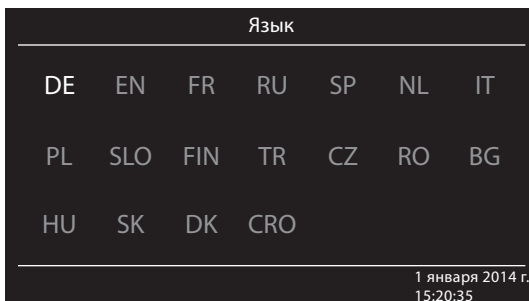 Язык
DE EN FR RU SP NL IT
PL SLO FIN TR CZ RO BG
HU SK DK CRO
1 января 2014 г.
15:20:35